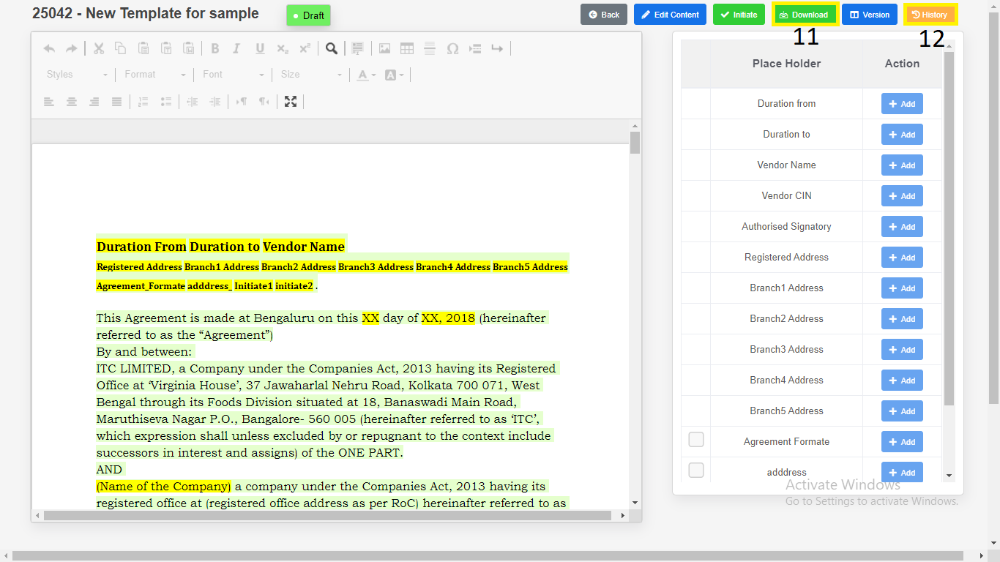 25042 - New Template for sample
Draft
Back
Edit Content
Initiate
Download
Version
History
11
12
Styles
Format
Font
Size
Place Holder Action
Duration from Add
Duration to Add
Vendor Name Add
Vendor CIN Add
Authorised Signatory Add
Registered Address Add
Branch1 Address Add
Branch2 Address Add
Branch3 Address Add
Branch4 Address Add
Branch5 Address Add
Agreement Formate Add
adddress Add
Duration From Duration to Vendor Name
Registered Address Branch1 Address Branch2 Address Branch3 Address Branch4 Address Branch5 Address
Agreement_Formate adddress_ Initiate1 initiate2 .
This Agreement is made at Bengaluru on this XX day of XX, 2018 (hereinafter
referred to as the “Agreement”)
By and between:
ITC LIMITED, a Company under the Companies Act, 2013 having its Registered
Office at ‘Virginia House’, 37 Jawaharlal Nehru Road, Kolkata 700 071, West
Bengal through its Foods Division situated at 18, Banaswadi Main Road,
Maruthiseva Nagar P.O., Bangalore- 560 005 (hereinafter referred to as ‘ITC’,
which expression shall unless excluded by or repugnant to the context include
successors in interest and assigns) of the ONE PART.
AND
(Name of the Company) a company under the Companies Act, 2013 having its
registered office at (registered office address as per RoC) hereinafter referred to as
Activate Windows
Go to Settings to activate Windows.